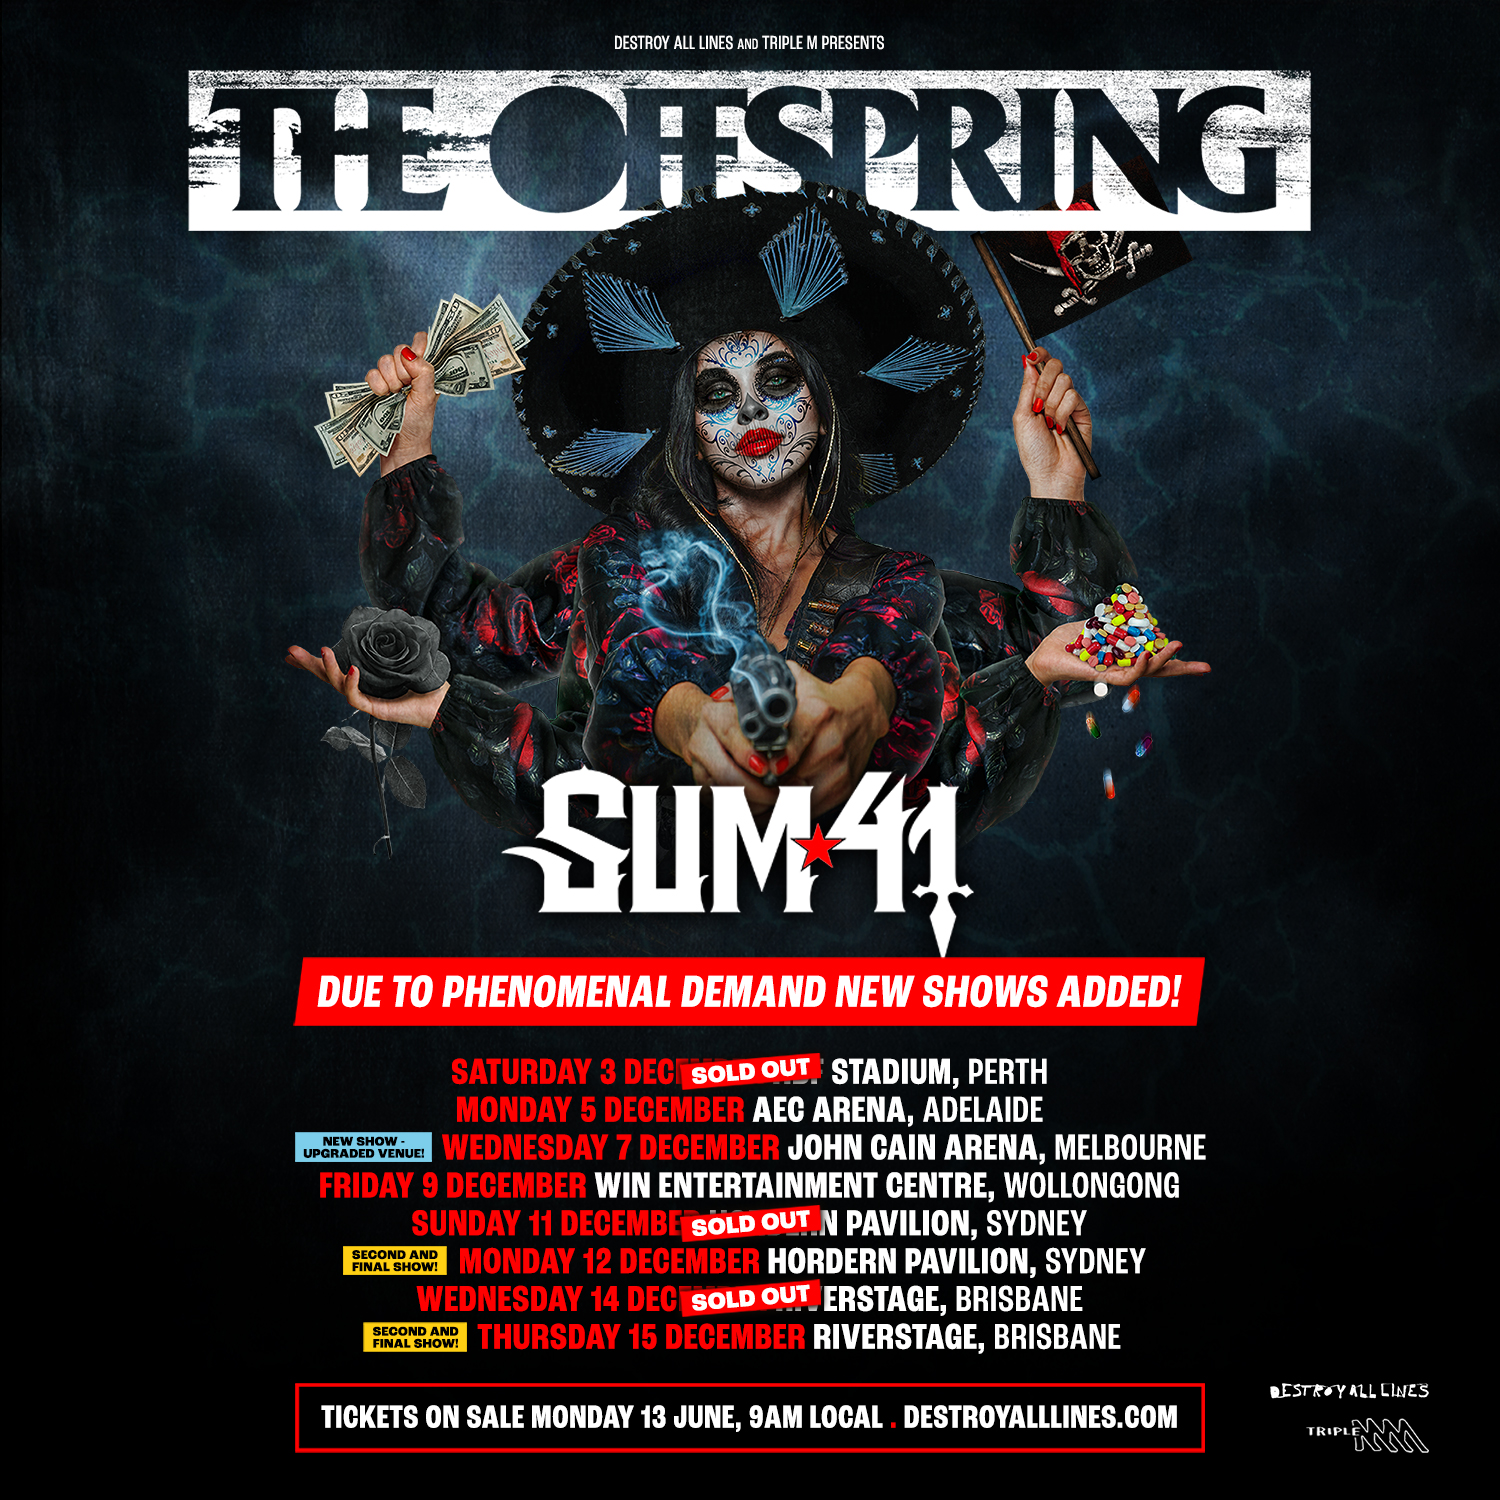 DESTROY ALL LINES AND TRIPLE M PRESENTS
THE OFFSPRING
SUM 41
DUE TO PHENOMENAL DEMAND NEW SHOWS ADDED!
SATURDAY 3 DEC SOLD OUT STADIUM, PERTH
MONDAY 5 DECEMBER AEC ARENA, ADELAIDE
NEW SHOW -
UPGRADED VENUE!
WEDNESDAY 7 DECEMBER JOHN CAIN ARENA, MELBOURNE
FRIDAY 9 DECEMBER WIN ENTERTAINMENT CENTRE, WOLLONGONG
SUNDAY 11 DECEMBE SOLD OUT N PAVILION, SYDNEY
SECOND AND
FINAL SHOW!
MONDAY 12 DECEMBER HORDERN PAVILION, SYDNEY
WEDNESDAY 14 DEC SOLD OUT VERSTAGE, BRISBANE
SECOND AND
FINAL SHOW!
THURSDAY 15 DECEMBER RIVERSTAGE, BRISBANE
TICKETS ON SALE MONDAY 13 JUNE, 9AM LOCAL . DESTROYALLLINES.COM
DESTROY ALL LINES
TRIPLE MMM